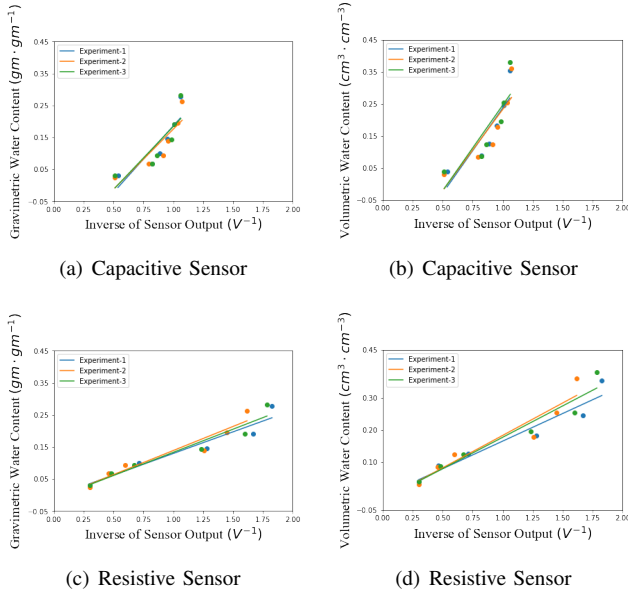 Gravimetric Water Content (gm · gm⁻¹)
0.45
0.35
0.25
0.15
0.05
−0.05
Experiment-1
Experiment-2
Experiment-3
0.00 0.25 0.50 0.75 1.00 1.25 1.50 1.75 2.00
Inverse of Sensor Output (V⁻¹)
(a) Capacitive Sensor
Volumetric Water Content (cm³ · cm⁻³)
0.45
0.35
0.25
0.15
0.05
−0.05
Experiment-1
Experiment-2
Experiment-3
0.00 0.25 0.50 0.75 1.00 1.25 1.50 1.75 2.00
Inverse of Sensor Output (V⁻¹)
(b) Capacitive Sensor
Gravimetric Water Content (gm · gm⁻¹)
0.45
0.35
0.25
0.15
0.05
−0.05
Experiment-1
Experiment-2
Experiment-3
0.00 0.25 0.50 0.75 1.00 1.25 1.50 1.75 2.00
Inverse of Sensor Output (V⁻¹)
(c) Resistive Sensor
Volumetric Water Content (cm³ · cm⁻³)
0.45
0.30
0.10
−0.05
Experiment-1
Experiment-2
Experiment-3
0.00 0.25 0.50 0.75 1.00 1.25 1.50 1.75 2.00
Inverse of Sensor Output (V⁻¹)
(d) Resistive Sensor